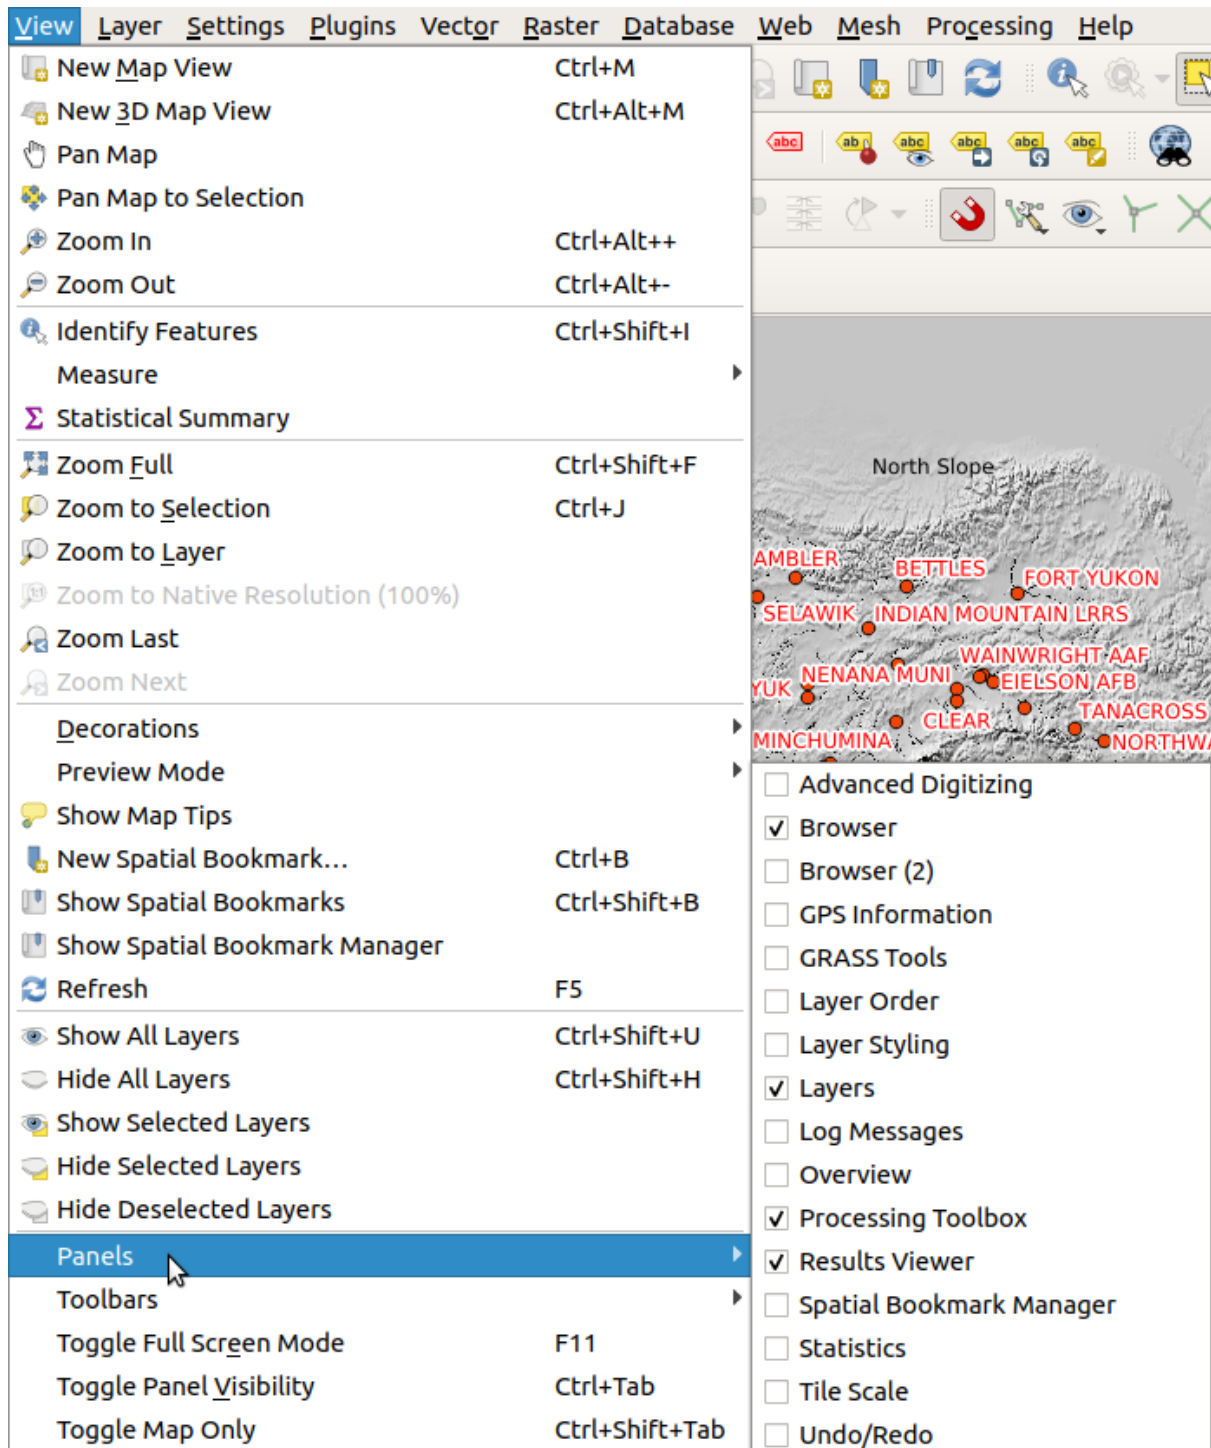 View Layer Settings Plugins Vector Raster Database Web Mesh Processing Help
New Map View Ctrl+M
New 3D Map View Ctrl+Alt+M
Pan Map
Pan Map to Selection
Zoom In Ctrl+Alt++
Zoom Out Ctrl+Alt+-
Identify Features Ctrl+Shift+I
Measure
Statistical Summary
Zoom Full Ctrl+Shift+F
Zoom to Selection Ctrl+J
Zoom to Layer
Zoom to Native Resolution (100%)
Zoom Last
Zoom Next
Decorations
Preview Mode
Show Map Tips
New Spatial Bookmark... Ctrl+B
Show Spatial Bookmarks Ctrl+Shift+B
Show Spatial Bookmark Manager
Refresh F5
Show All Layers Ctrl+Shift+U
Hide All Layers Ctrl+Shift+H
Show Selected Layers
Hide Selected Layers
Hide Deselected Layers
Panels
Toolbars
Toggle Full Screen Mode F11
Toggle Panel Visibility Ctrl+Tab
Toggle Map Only Ctrl+Shift+Tab
abc ab abc abc abc abc
North Slope
AMBLER
BETTLES
FORT YUKON
SELAWIK INDIAN MOUNTAIN LRRS
WAINWRIGHT AAF
NENANA MUNI
YUK EIELSON AFB
CLEAR TANACROSS
MINCHUMINA NORTHWA
Advanced Digitizing
Browser
Browser (2)
GPS Information
GRASS Tools
Layer Order
Layer Styling
Layers
Log Messages
Overview
Processing Toolbox
Results Viewer
Spatial Bookmark Manager
Statistics
Tile Scale
Undo/Redo